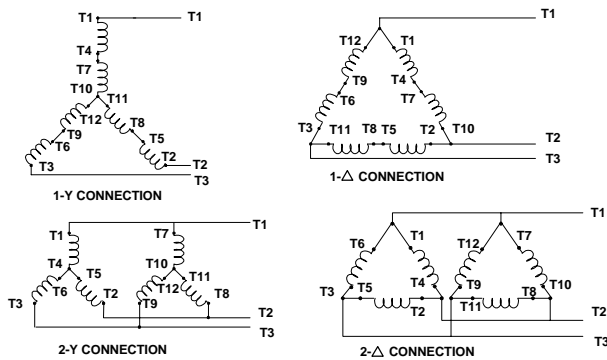 T1 T1
T4
T7
T10 T11
T12
T9 T8
T6 T5
T3 T2 T2
T3
1-Y CONNECTION
T1
T12 T1
T9 T4
T6 T7
T3 T11 T8 T5 T2 T10 T2
T3
1-△ CONNECTION
T1
T1 T7
T4 T10
T5 T11
T6 T12
T3 T2 T9 T8
T2
T3
2-Y CONNECTION
T1
T6 T1 T12 T7
T3 T5 T4 T9 T10
T2 T11 T8
T2
T3
2-△ CONNECTION